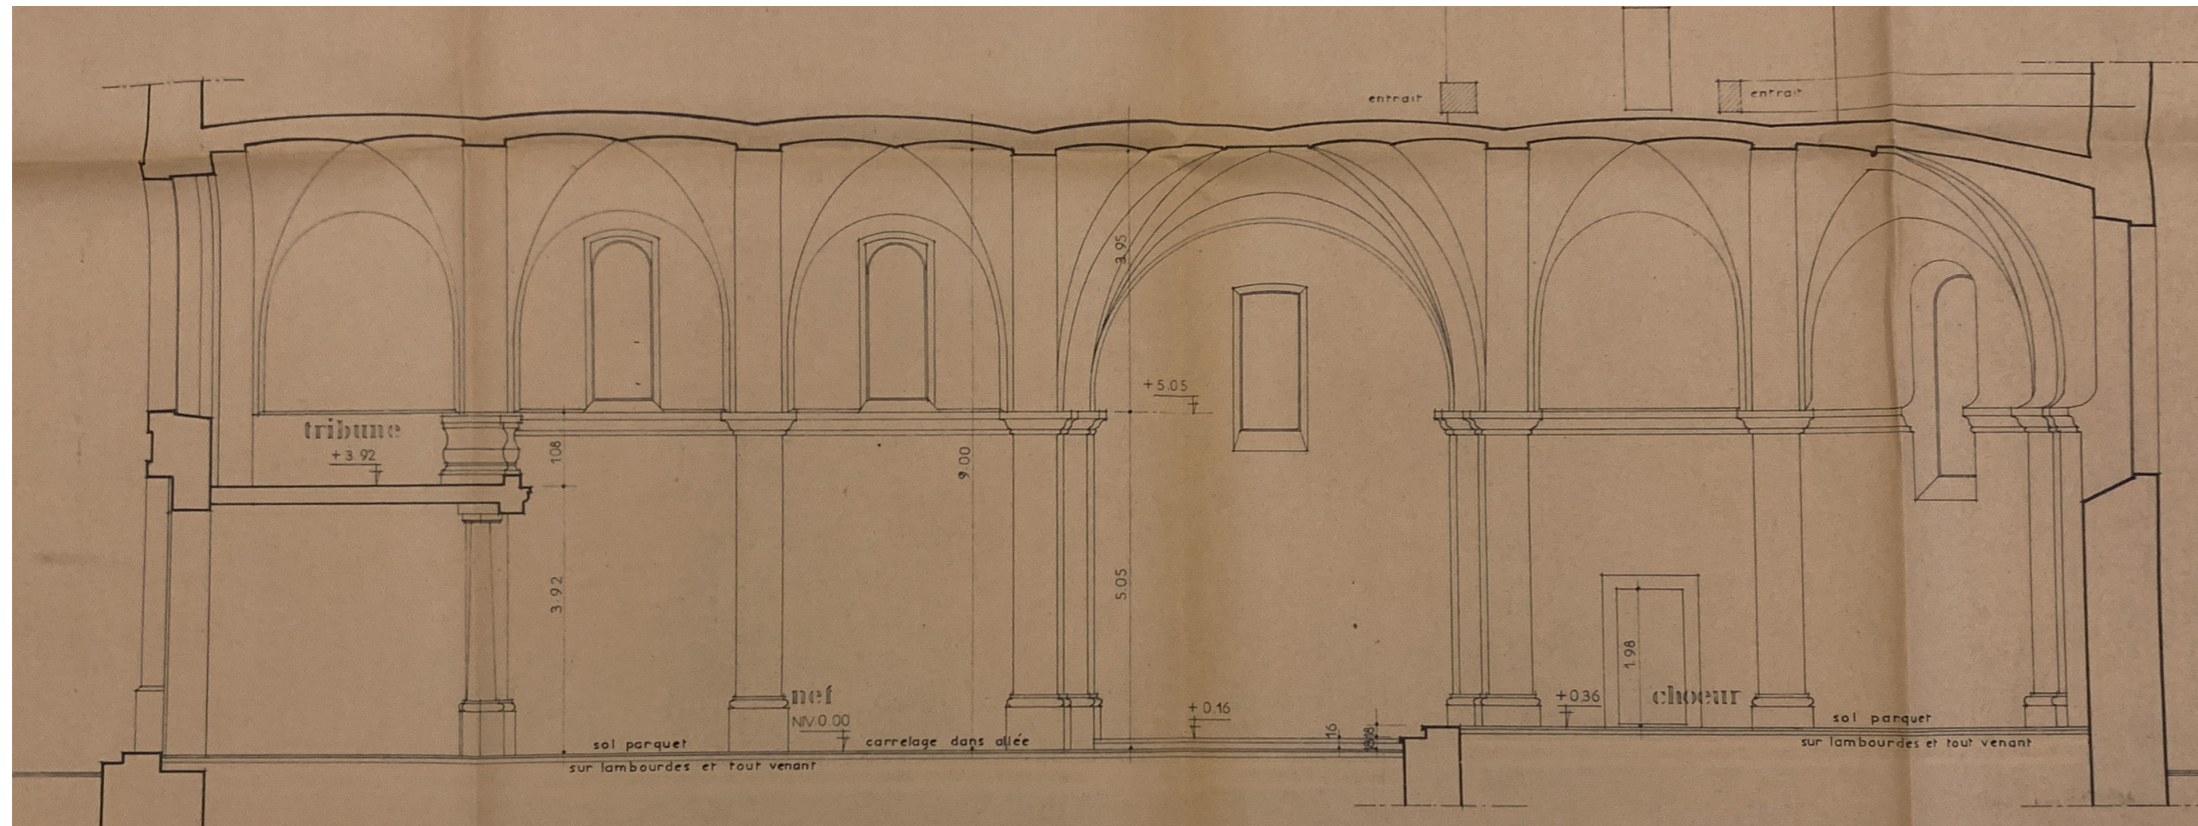 entrait
entrait
3.95
+5.05
tribune
+3.92
108
9.00
3.92
5.05
1.98
nef
NIV.0.00
+0.16
+0.36
choeur
16
sol parquet
carrelage dans allée
sol parquet
sur lambourdes et tout venant
sur lambourdes et tout venant